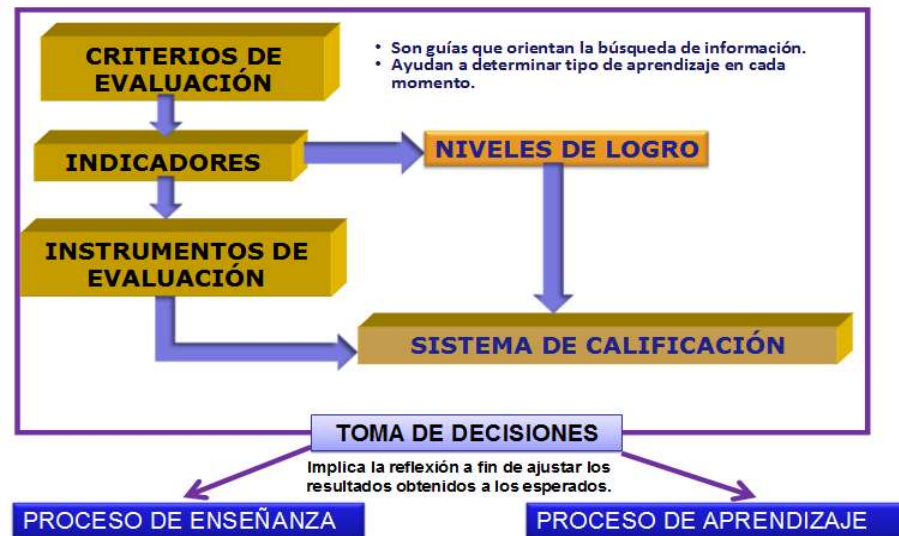 CRITERIOS DE
EVALUACIÓN
• Son guías que orientan la búsqueda de información.
• Ayudan a determinar tipo de aprendizaje en cada
momento.
INDICADORES
NIVELES DE LOGRO
INSTRUMENTOS DE
EVALUACIÓN
SISTEMA DE CALIFICACIÓN
TOMA DE DECISIONES
Implica la reflexión a fin de ajustar los
resultados obtenidos a los esperados.
PROCESO DE ENSEÑANZA
PROCESO DE APRENDIZAJE